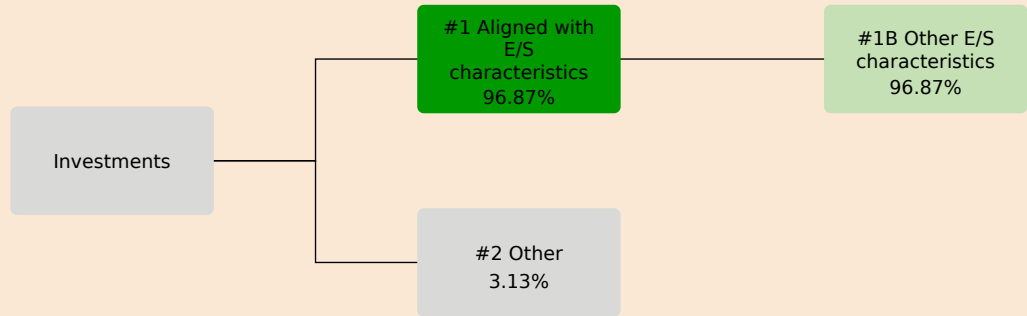 #1 Aligned with
E/S
characteristics
96.87%
#1B Other E/S
characteristics
96.87%
Investments
#2 Other
3.13%